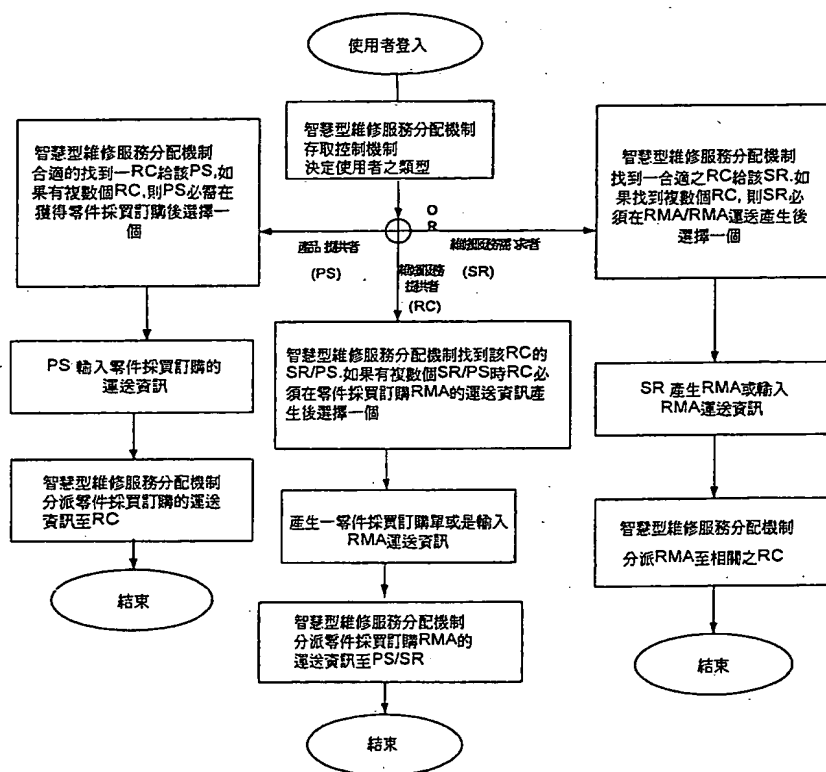 使用者登入
智慧型維修服務分配機制
存取控制機制
決定使用者之類型
O
R
產品提供者
(PS)
維修服務
提供者
(RC)
維修服務需求者
(SR)
智慧型維修服務分配機制
合適的找到一RC給該PS,如
果有複數個RC,則PS必需在
獲得零件採買訂購後選擇一
個
PS 輸入零件採買訂購的
運送資訊
智慧型維修服務分配機制
分派零件採買訂購的運送
資訊至RC
結束
智慧型維修服務分配機制找到該RC的
SR/PS.如果有複數個SR/PS時RC必
須在零件採買訂購RMA的運送資訊產
生後選擇一個
產生一零件採買訂購單或是輸入
RMA運送資訊
智慧型維修服務分配機制
分派零件採買訂購RMA的
運送資訊至PS/SR
結束
智慧型維修服務分配機制
找到一合適之RC給該SR.如
果找到複數個RC, 則SR必
須在RMA/RMA運送產生後
選擇一個
SR 產生RMA或輸入
RMA運送資訊
智慧型維修服務分配機制
分派RMA至相關之RC
結束